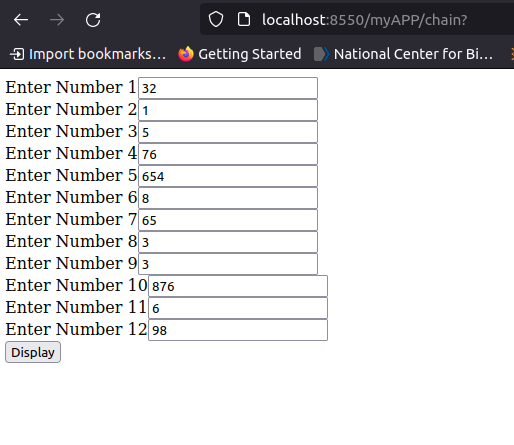 localhost:8550/myAPP/chain?
Import bookmarks… Getting Started National Center for Bi…
Enter Number 1 32
Enter Number 2 1
Enter Number 3 5
Enter Number 4 76
Enter Number 5 654
Enter Number 6 8
Enter Number 7 65
Enter Number 8 3
Enter Number 9 3
Enter Number 10 876
Enter Number 11 6
Enter Number 12 98
Display